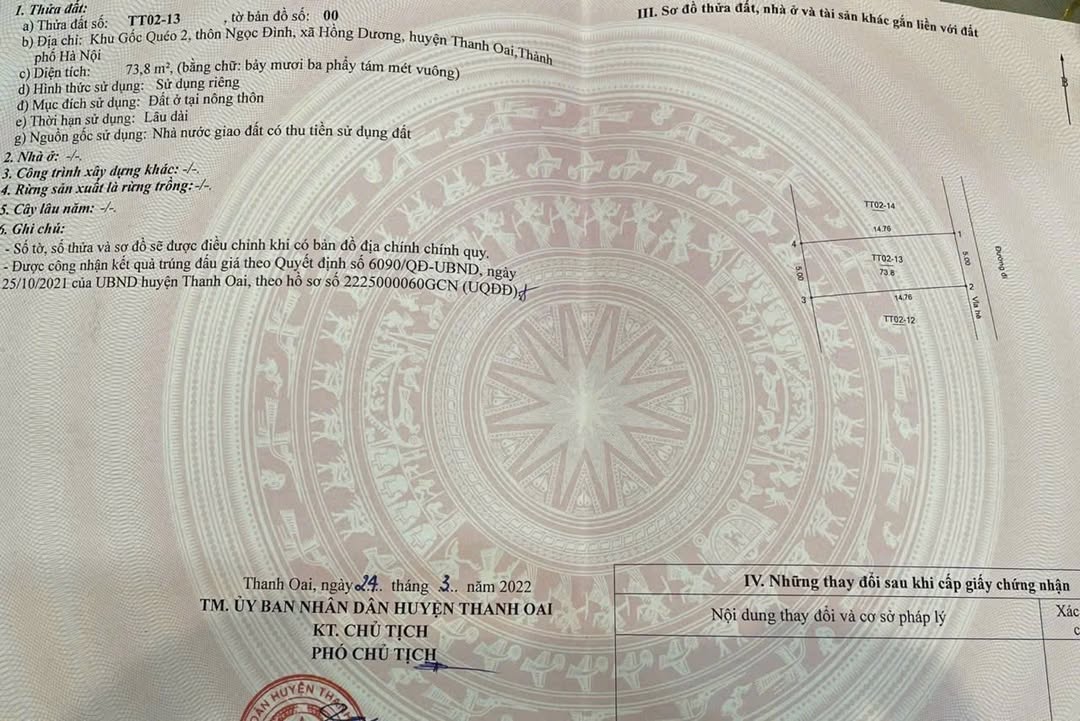 1. Thửa đất:
a) Thửa đất số: TT02-13 , tờ bản đồ số: 00
b) Địa chỉ: Khu Gốc Quéo 2, thôn Ngọc Đình, xã Hồng Dương, huyện Thanh Oai, Thành
phố Hà Nội
c) Diện tích: 73,8 m², (bằng chữ: bảy mươi ba phẩy tám mét vuông)
d) Hình thức sử dụng: Sử dụng riêng
đ) Mục đích sử dụng: Đất ở tại nông thôn
e) Thời hạn sử dụng: Lâu dài
g) Nguồn gốc sử dụng: Nhà nước giao đất có thu tiền sử dụng đất
2. Nhà ở: -/-.
3. Công trình xây dựng khác: -/-.
4. Rừng sản xuất là rừng trồng: -/-.
5. Cây lâu năm: -/-.
6. Ghi chú:
- Số tờ, số thửa và sơ đồ sẽ được điều chỉnh khi có bản đồ địa chính chính quy.
- Được công nhận kết quả trúng đấu giá theo Quyết định số 6090/QĐ-UBND, ngày
25/10/2021 của UBND huyện Thanh Oai, theo hồ sơ số 2225000060GCN (UQĐĐ)
Thanh Oai, ngày 24 tháng 3 năm 2022
TM. ỦY BAN NHÂN DÂN HUYỆN THANH OAI
KT. CHỦ TỊCH
PHÓ CHỦ TỊCH
HUYỆN
III. Sơ đồ thửa đất, nhà ở và tài sản khác gắn liền với đất
B
TT02-14
14.76
1
4
TT02-13
73.8
5.00
5.00
Đường đi
2
3
14.76
Vỉa hè
TT02-12
IV. Những thay đổi sau khi cấp giấy chứng nhận
Nội dung thay đổi và cơ sở pháp lý
Xác
c